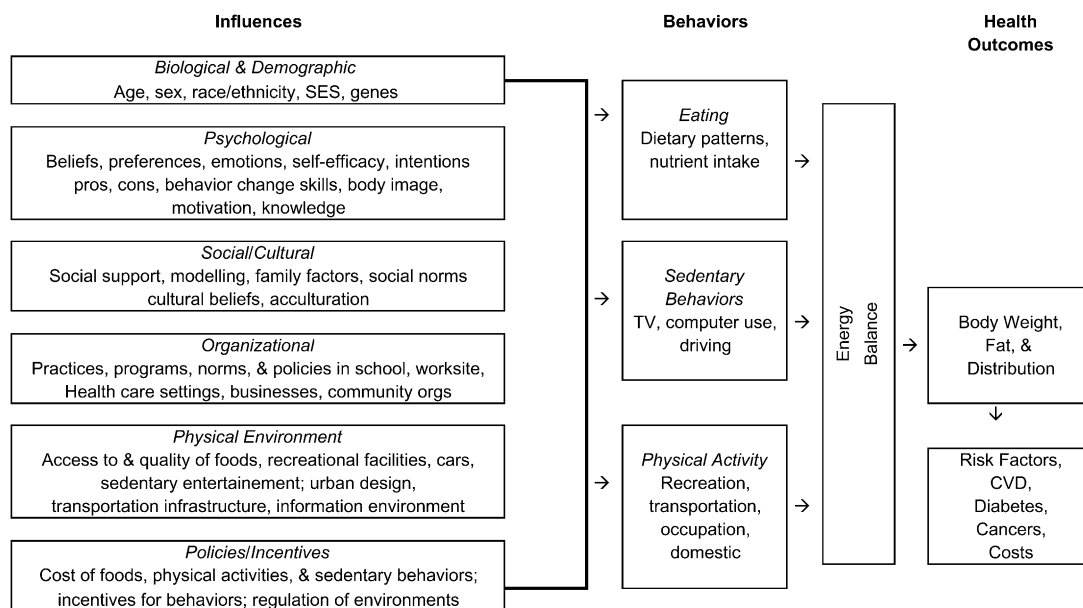 Influences
Biological & Demographic
Age, sex, race/ethnicity, SES, genes
Psychological
Beliefs, preferences, emotions, self-efficacy, intentions
pros, cons, behavior change skills, body image,
motivation, knowledge
Social/Cultural
Social support, modelling, family factors, social norms
cultural beliefs, acculturation
Organizational
Practices, programs, norms, & policies in school, worksite,
Health care settings, businesses, community orgs
Physical Environment
Access to & quality of foods, recreational facilities, cars,
sedentary entertainement; urban design,
transportation infrastructure, information environment
Policies/Incentives
Cost of foods, physical activities, & sedentary behaviors;
incentives for behaviors; regulation of environments
Behaviors
Eating
Dietary patterns,
nutrient intake
Sedentary
Behaviors
TV, computer use,
driving
Physical Activity
Recreation,
transportation,
occupation,
domestic
Energy
Balance
Health
Outcomes
Body Weight,
Fat, &
Distribution
Risk Factors,
CVD,
Diabetes,
Cancers,
Costs